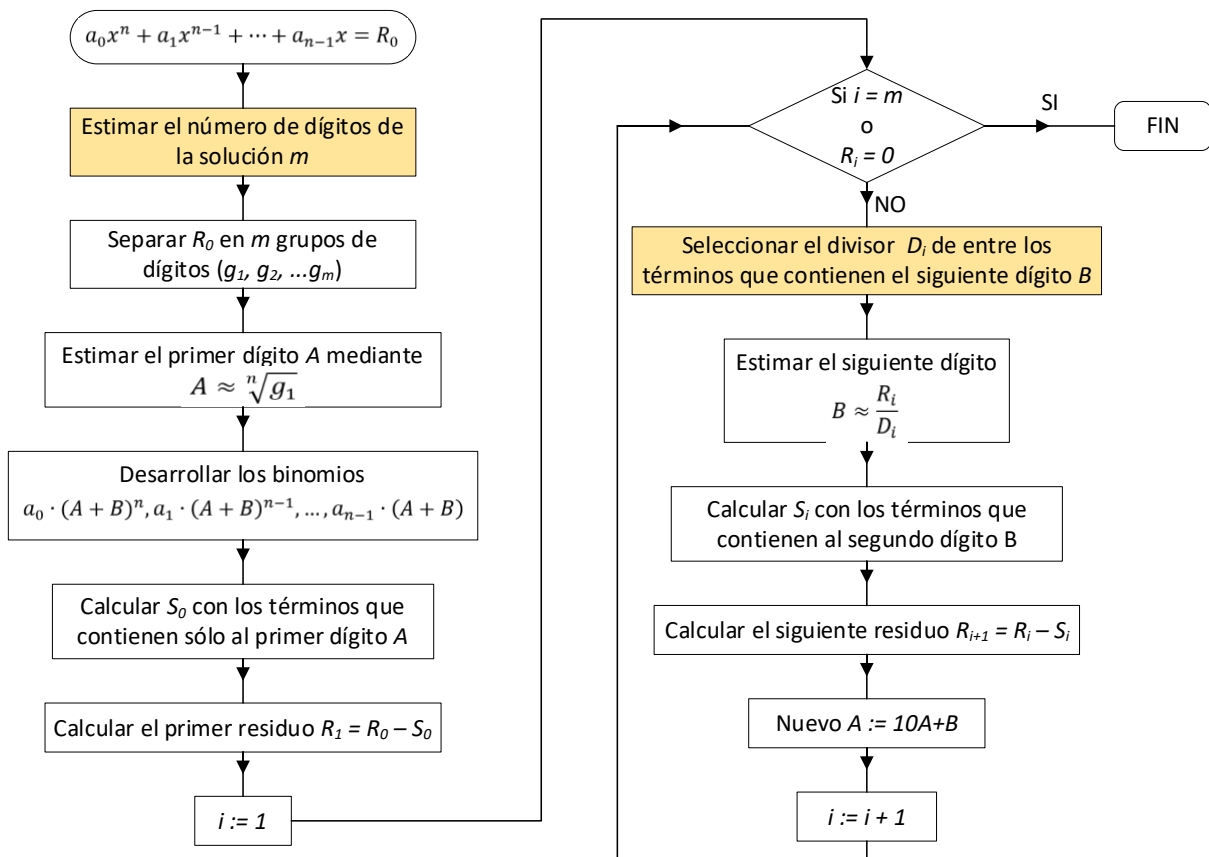 a₀xⁿ + a₁xⁿ⁻¹ + ⋯ + aₙ₋₁x = R₀
Estimar el número de dígitos de
la solución m
Separar R₀ en m grupos de
dígitos (g₁, g₂, ...gₘ)
Estimar el primer dígito A mediante
A ≈ ⁿ√g₁
Desarrollar los binomios
a₀ · (A + B)ⁿ, a₁ · (A + B)ⁿ⁻¹, ... , aₙ₋₁ · (A + B)
Calcular S₀ con los términos que
contienen sólo al primer dígito A
Calcular el primer residuo R₁ = R₀ – S₀
i := 1
Si i = m
o
Rᵢ = 0
SI
FIN
NO
Seleccionar el divisor Dᵢ de entre los
términos que contienen el siguiente dígito B
Estimar el siguiente dígito
B ≈ Rᵢ/Dᵢ
Calcular Sᵢ con los términos que
contienen al segundo dígito B
Calcular el siguiente residuo Rᵢ₊₁ = Rᵢ – Sᵢ
Nuevo A := 10A+B
i := i + 1